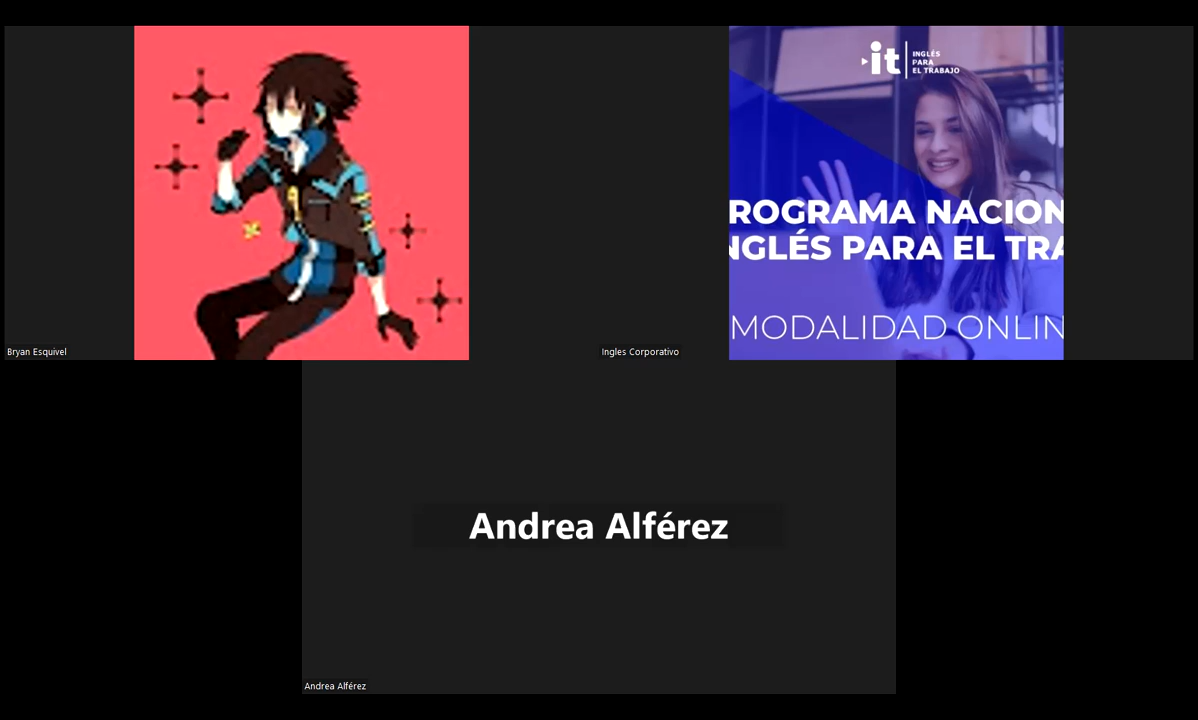 it INGLÉS
PARA
EL TRABAJO
ROGRAMA NACION
NGLÉS PARA EL TRA
MODALIDAD ONLIN
Bryan Esquivel
Ingles Corporativo
Andrea Alférez
Andrea Alférez